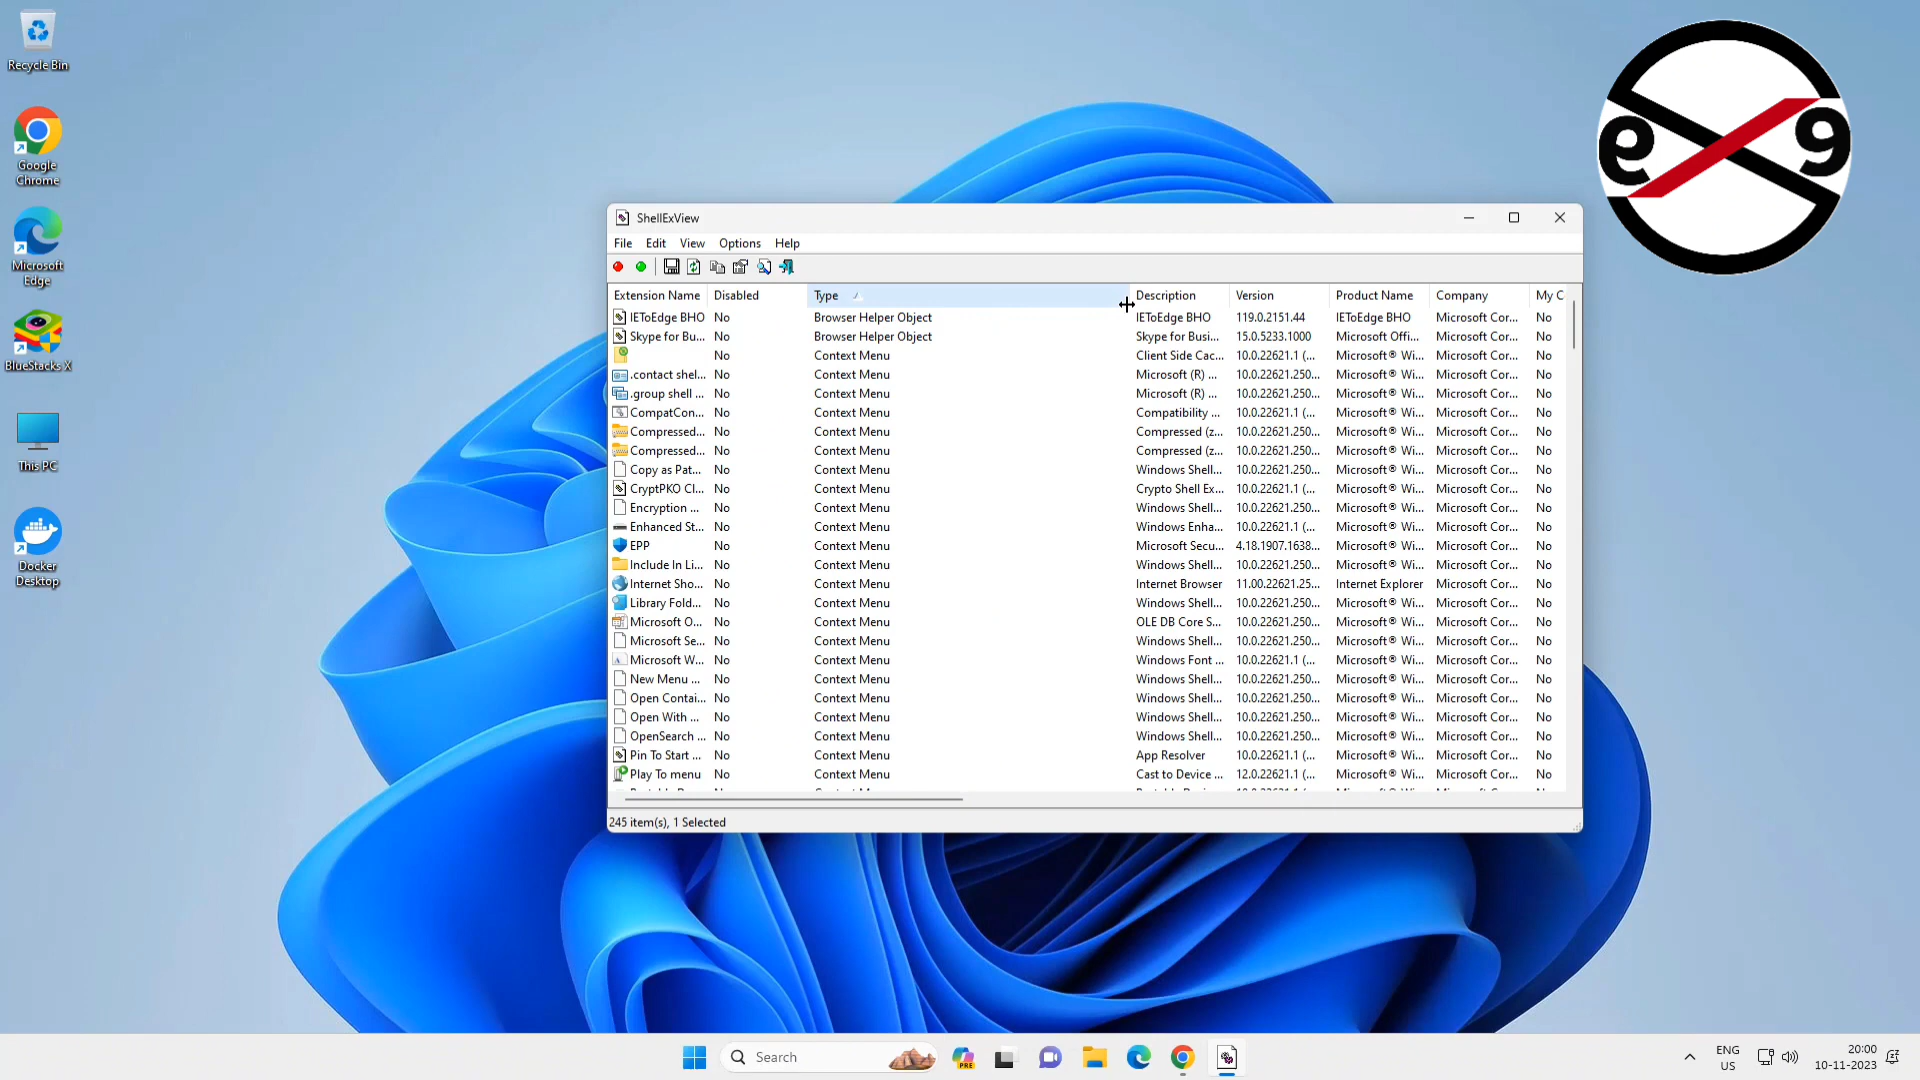 Recycle Bin
Google
Chrome
Microsoft
Edge
BlueStacks X
This PC
Docker
Desktop
e
9
ShellExView
File Edit View Options Help
Extension Name Disabled Type Description Version Product Name Company My C
IEToEdge BHO No Browser Helper Object IEToEdge BHO 119.0.2151.44 IEToEdge BHO Microsoft Cor... No
Skype for Bu... No Browser Helper Object Skype for Busi... 15.0.5233.1000 Microsoft Offi... Microsoft Cor... No
No Context Menu Client Side Cac... 10.0.22621.1 (... Microsoft® Wi... Microsoft Cor... No
.contact shel... No Context Menu Microsoft (R) ... 10.0.22621.250... Microsoft® Wi... Microsoft Cor... No
.group shell ... No Context Menu Microsoft (R) ... 10.0.22621.250... Microsoft® Wi... Microsoft Cor... No
CompatCon... No Context Menu Compatibility ... 10.0.22621.1 (... Microsoft® Wi... Microsoft Cor... No
Compressed... No Context Menu Compressed (z... 10.0.22621.250... Microsoft® Wi... Microsoft Cor... No
Compressed... No Context Menu Compressed (z... 10.0.22621.250... Microsoft® Wi... Microsoft Cor... No
Copy as Pat... No Context Menu Windows Shell... 10.0.22621.250... Microsoft® Wi... Microsoft Cor... No
CryptPKO Cl... No Context Menu Crypto Shell Ex... 10.0.22621.1 (... Microsoft® Wi... Microsoft Cor... No
Encryption ... No Context Menu Windows Shell... 10.0.22621.250... Microsoft® Wi... Microsoft Cor... No
Enhanced St... No Context Menu Windows Enha... 10.0.22621.1 (... Microsoft® Wi... Microsoft Cor... No
EPP No Context Menu Microsoft Secu... 4.18.1907.1638... Microsoft® Wi... Microsoft Cor... No
Include In Li... No Context Menu Windows Shell... 10.0.22621.250... Microsoft® Wi... Microsoft Cor... No
Internet Sho... No Context Menu Internet Browser 11.00.22621.25... Internet Explorer Microsoft Cor... No
Library Fold... No Context Menu Windows Shell... 10.0.22621.250... Microsoft® Wi... Microsoft Cor... No
Microsoft O... No Context Menu OLE DB Core S... 10.0.22621.250... Microsoft® Wi... Microsoft Cor... No
Microsoft Se... No Context Menu Windows Shell... 10.0.22621.250... Microsoft® Wi... Microsoft Cor... No
Microsoft W... No Context Menu Windows Font ... 10.0.22621.1 (... Microsoft® Wi... Microsoft Cor... No
New Menu ... No Context Menu Windows Shell... 10.0.22621.250... Microsoft® Wi... Microsoft Cor... No
Open Contai... No Context Menu Windows Shell... 10.0.22621.250... Microsoft® Wi... Microsoft Cor... No
Open With ... No Context Menu Windows Shell... 10.0.22621.250... Microsoft® Wi... Microsoft Cor... No
OpenSearch ... No Context Menu Windows Shell... 10.0.22621.250... Microsoft® Wi... Microsoft Cor... No
Pin To Start ... No Context Menu App Resolver 10.0.22621.1 (... Microsoft® Wi... Microsoft Cor... No
Play To menu No Context Menu Cast to Device ... 12.0.22621.1 (... Microsoft® Wi... Microsoft Cor... No
245 item(s), 1 Selected
Search
PRE
ENG
US
20:00
10-11-2023